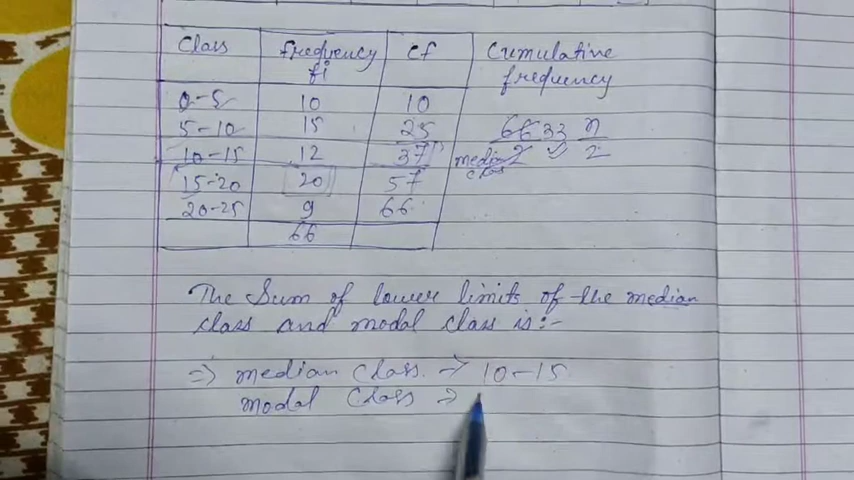 Class frequency fi cf Cumulative frequency
0-5 10 10
5-10 15 25 66 33 n
10-15 12 37 median class 2 2
15-20 20 57
20-25 9 66
66
The Sum of lower limits of the median
class and modal class is:-
⇒ median Class → 10-15
modal Class ⇒